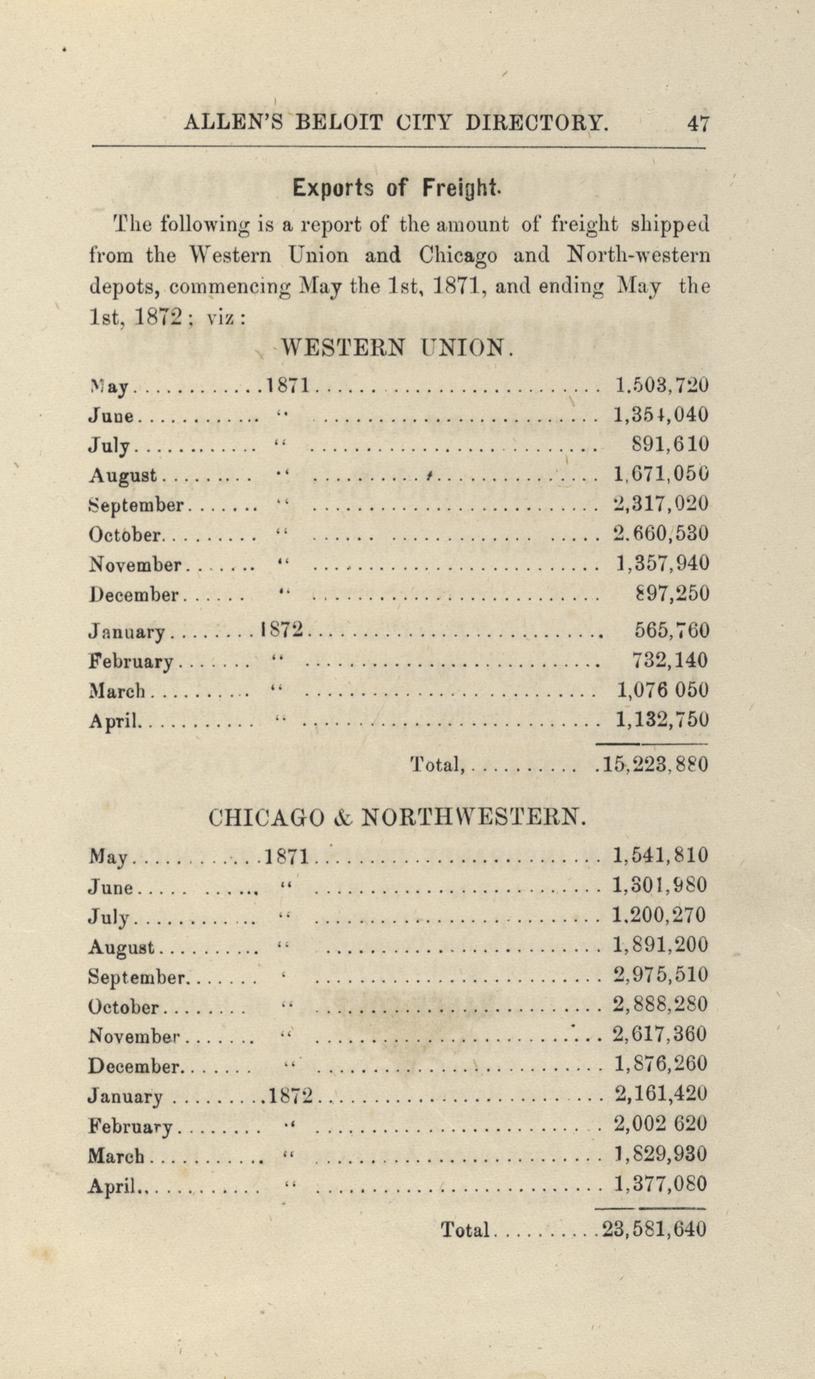 ALLEN'S BELOIT CITY DIRECTORY. 47
Exports of Freight.
The following is a report of the amount of freight shipped
from the Western Union and Chicago and North-western
depots, commencing May the 1st, 1871, and ending May the
1st, 1872; viz:
WESTERN UNION.
May............1871............................ 1.503,720
June............ " ........................... 1,354,040
July............ " ........................... 891,610
August......... " ........................... 1,671,050
September....... " ........................... 2,317,020
October......... " ........................... 2.660,530
November....... " ........................... 1,357,940
December...... " ........................... 897,250
January........1872........................... 565,760
February....... " ........................... 732,140
March.......... " ........................... 1,076 050
April........... " ........................... 1,132,750
Total,...........15,223,880
CHICAGO & NORTHWESTERN.
May............1871........................... 1,541,810
June........... " ........................... 1,301,980
July............ " ........................... 1.200,270
August.......... " ........................... 1,891,200
September....... ' ........................... 2,975,510
October........ " ........................... 2,888,280
November....... " ........................... 2,617,360
December....... " ........................... 1,876,260
January .........1872........................... 2,161,420
February........ " ........................... 2,002 620
March........... " ........................... 1,829,930
April............ " ........................... 1,377,080
Total..........23,581,640